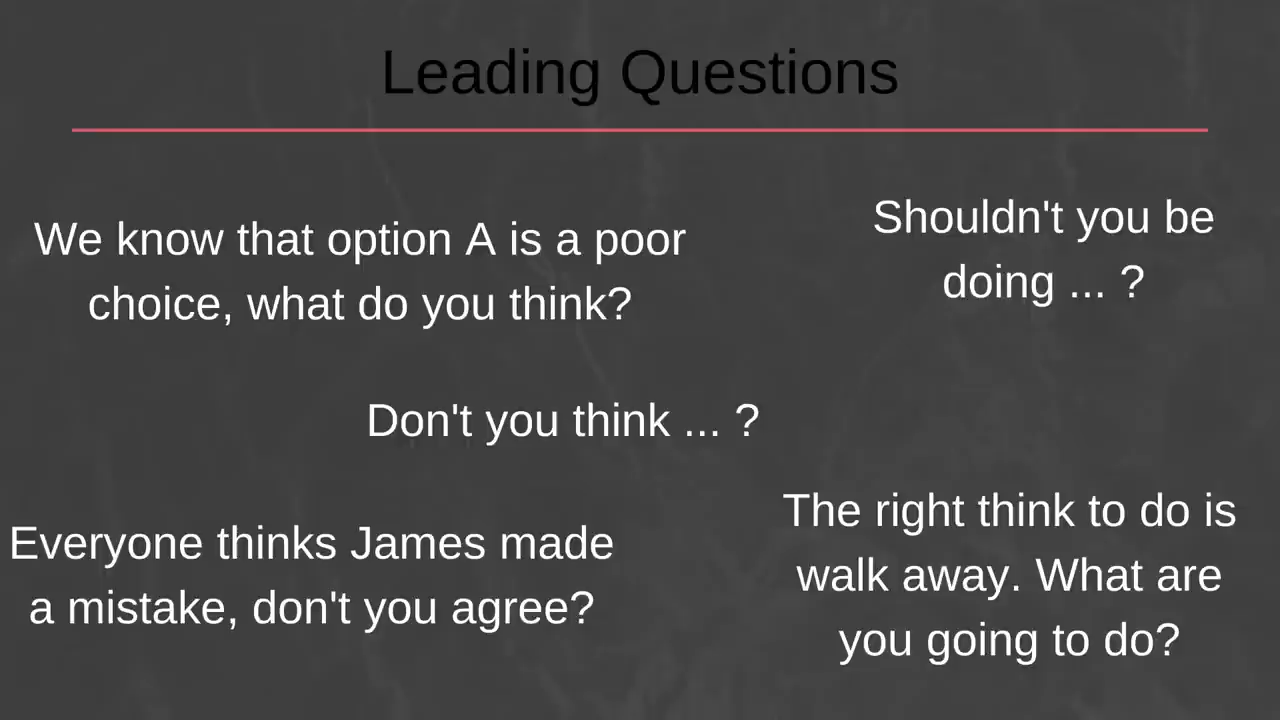 Leading Questions
We know that option A is a poor
choice, what do you think?
Shouldn't you be
doing ... ?
Don't you think ... ?
Everyone thinks James made
a mistake, don't you agree?
The right think to do is
walk away. What are
you going to do?